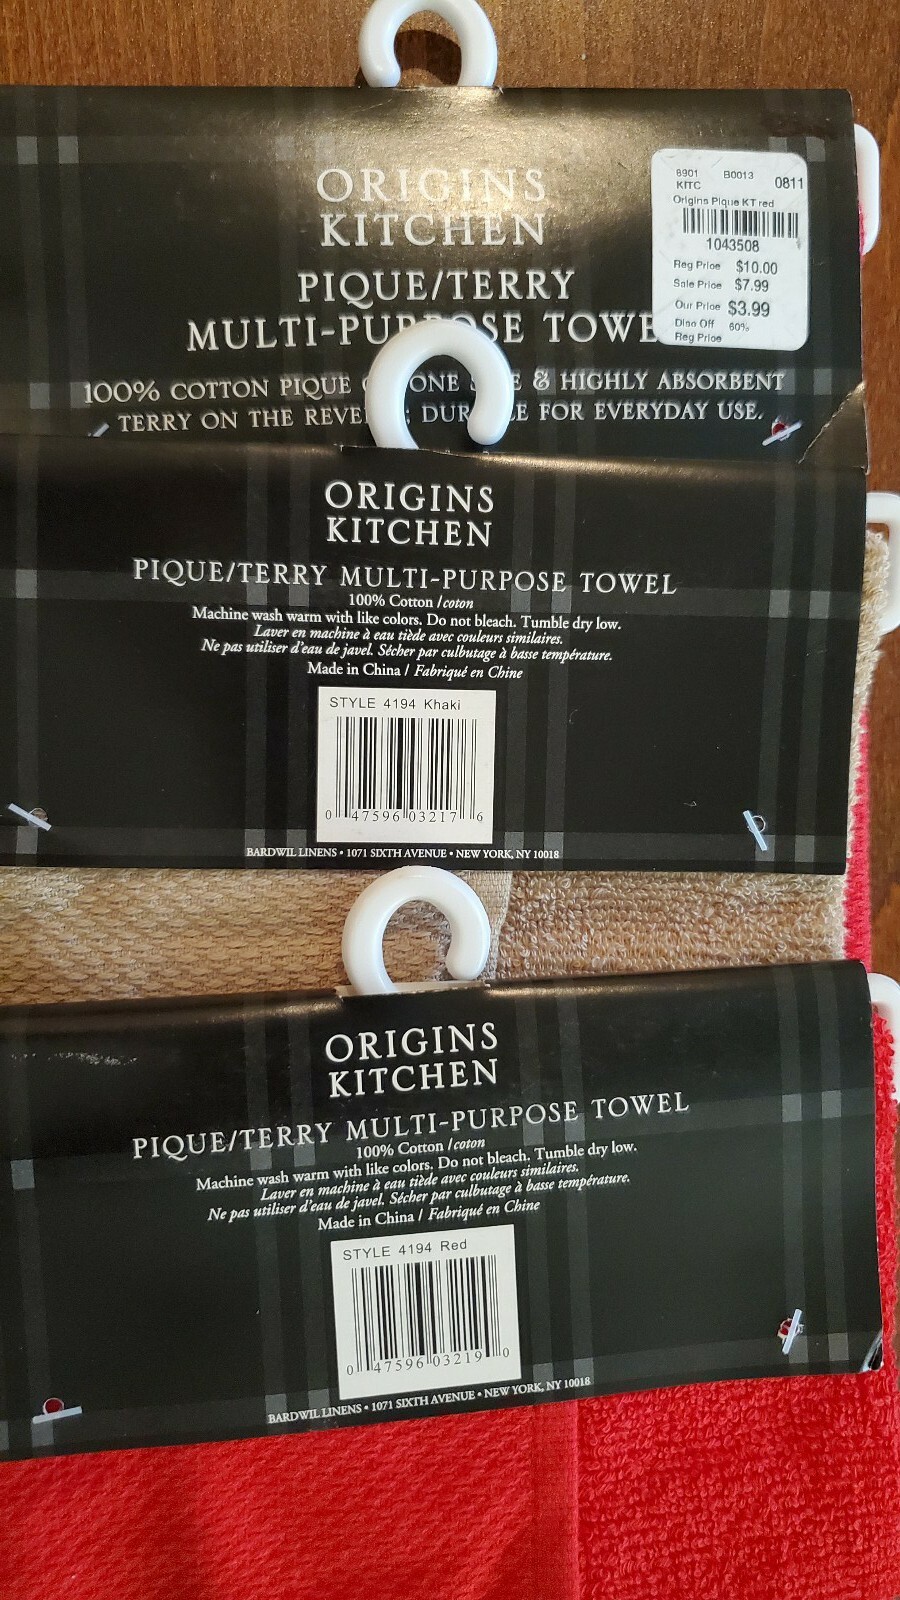 ORIGINS
KITCHEN
PIQUE/TERRY
MULTI-PURPOSE TOWE
100% COTTON PIQUE ONE & HIGHLY ABSORBENT
TERRY ON THE FOR EVERYDAY USE.
8901 B0013 0811
KITC
Origins Pique KT red
1043508
Reg Price $10.00
Sale Price $7.99
Our Price $3.99
Disc Off 60%
Reg Price
ORIGINS
KITCHEN
PIQUE/TERRY MULTI-PURPOSE TOWEL
100% Cotton / coton
Machine wash warm with like colors. Do not bleach. Tumble dry low.
Laver en machine à eau tiède avec couleurs similaires.
Ne pas utiliser d'eau de javel. Sécher par culbutage à basse température.
Made in China / Fabriqué en Chine
STYLE 4194 Khaki
0 47596 03217 6
BARDWIL LINENS • 1071 SIXTH AVENUE • NEW YORK, NY 10018
ORIGINS
KITCHEN
PIQUE/TERRY MULTI-PURPOSE TOWEL
100% Cotton / coton
Machine wash warm with like colors. Do not bleach. Tumble dry low.
Laver en machine à eau tiède avec couleurs similaires.
Ne pas utiliser d'eau de javel. Sécher par culbutage à basse température.
Made in China / Fabriqué en Chine
STYLE 4194 Red
0 47596 03219 0
BARDWIL LINENS • 1071 SIXTH AVENUE • NEW YORK, NY 10018